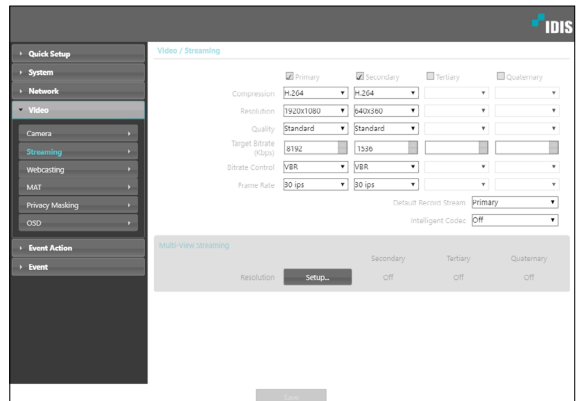 IDIS
Quick Setup
System
Network
Video
Camera
Streaming
Webcasting
MAT
Privacy Masking
OSD
Event Action
Event
Video / Streaming
Primary Secondary Tertiary Quaternary
Compression H.264 H.264
Resolution 1920x1080 640x360
Quality Standard Standard
Target Bitrate
(Kbps) 8192 1536
Bitrate Control VBR VBR
Frame Rate 30 ips 30 ips
Default Record Stream Primary
Intelligent Codec Off
Multi-View streaming
Secondary Tertiary Quaternary
Resolution Setup... Off Off Off
Save